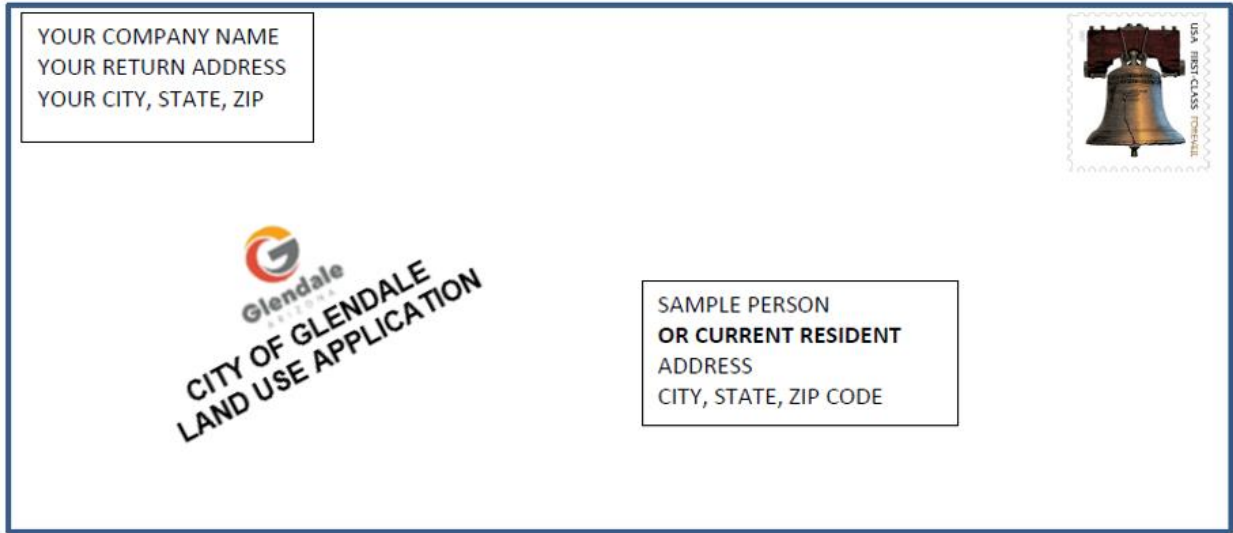 YOUR COMPANY NAME
YOUR RETURN ADDRESS
YOUR CITY, STATE, ZIP
USA FIRST-CLASS FOREVER
Glendale
ARIZONA
CITY OF GLENDALE
LAND USE APPLICATION
SAMPLE PERSON
OR CURRENT RESIDENT
ADDRESS
CITY, STATE, ZIP CODE